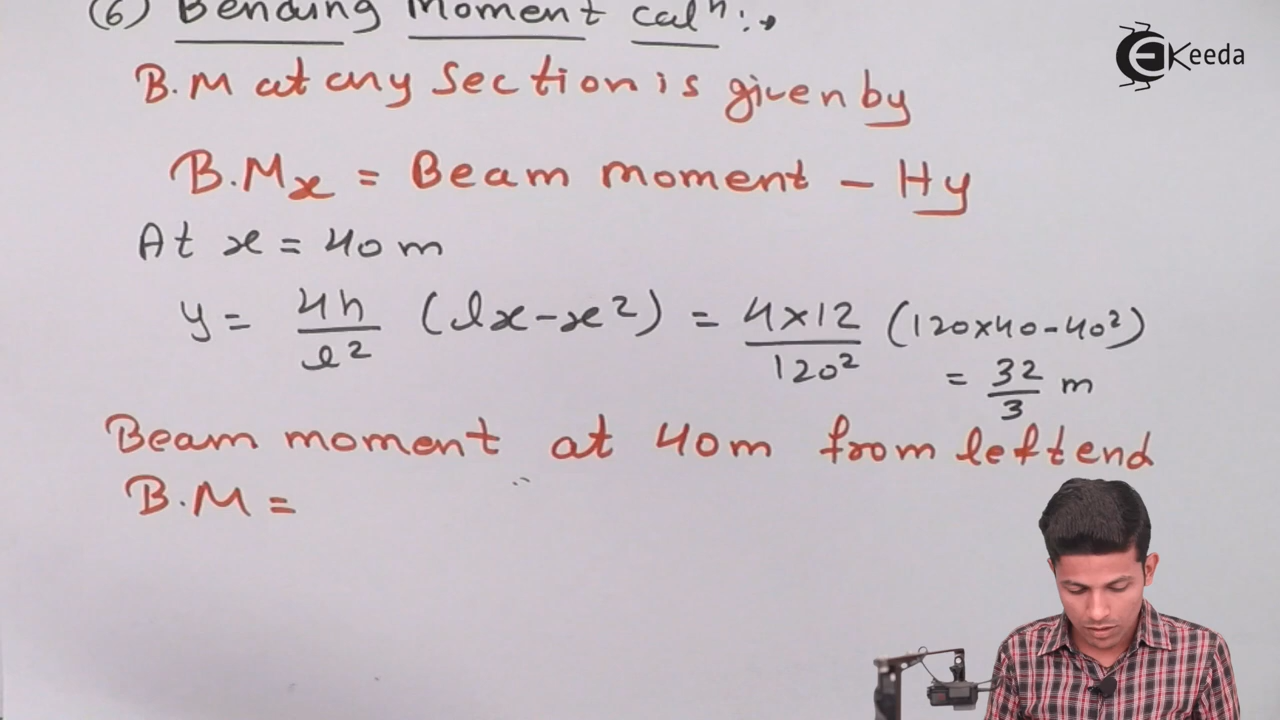 (6) Bending Moment calⁿ:→
B.M at any section is given by
B.Mx = Beam moment - Hy
At x = 40 m
y = 4h/l² (lx-x²) = 4×12/120² (120×40-40²)
= 32/3 m
Beam moment at 40m from left end
B.M =
EKeeda